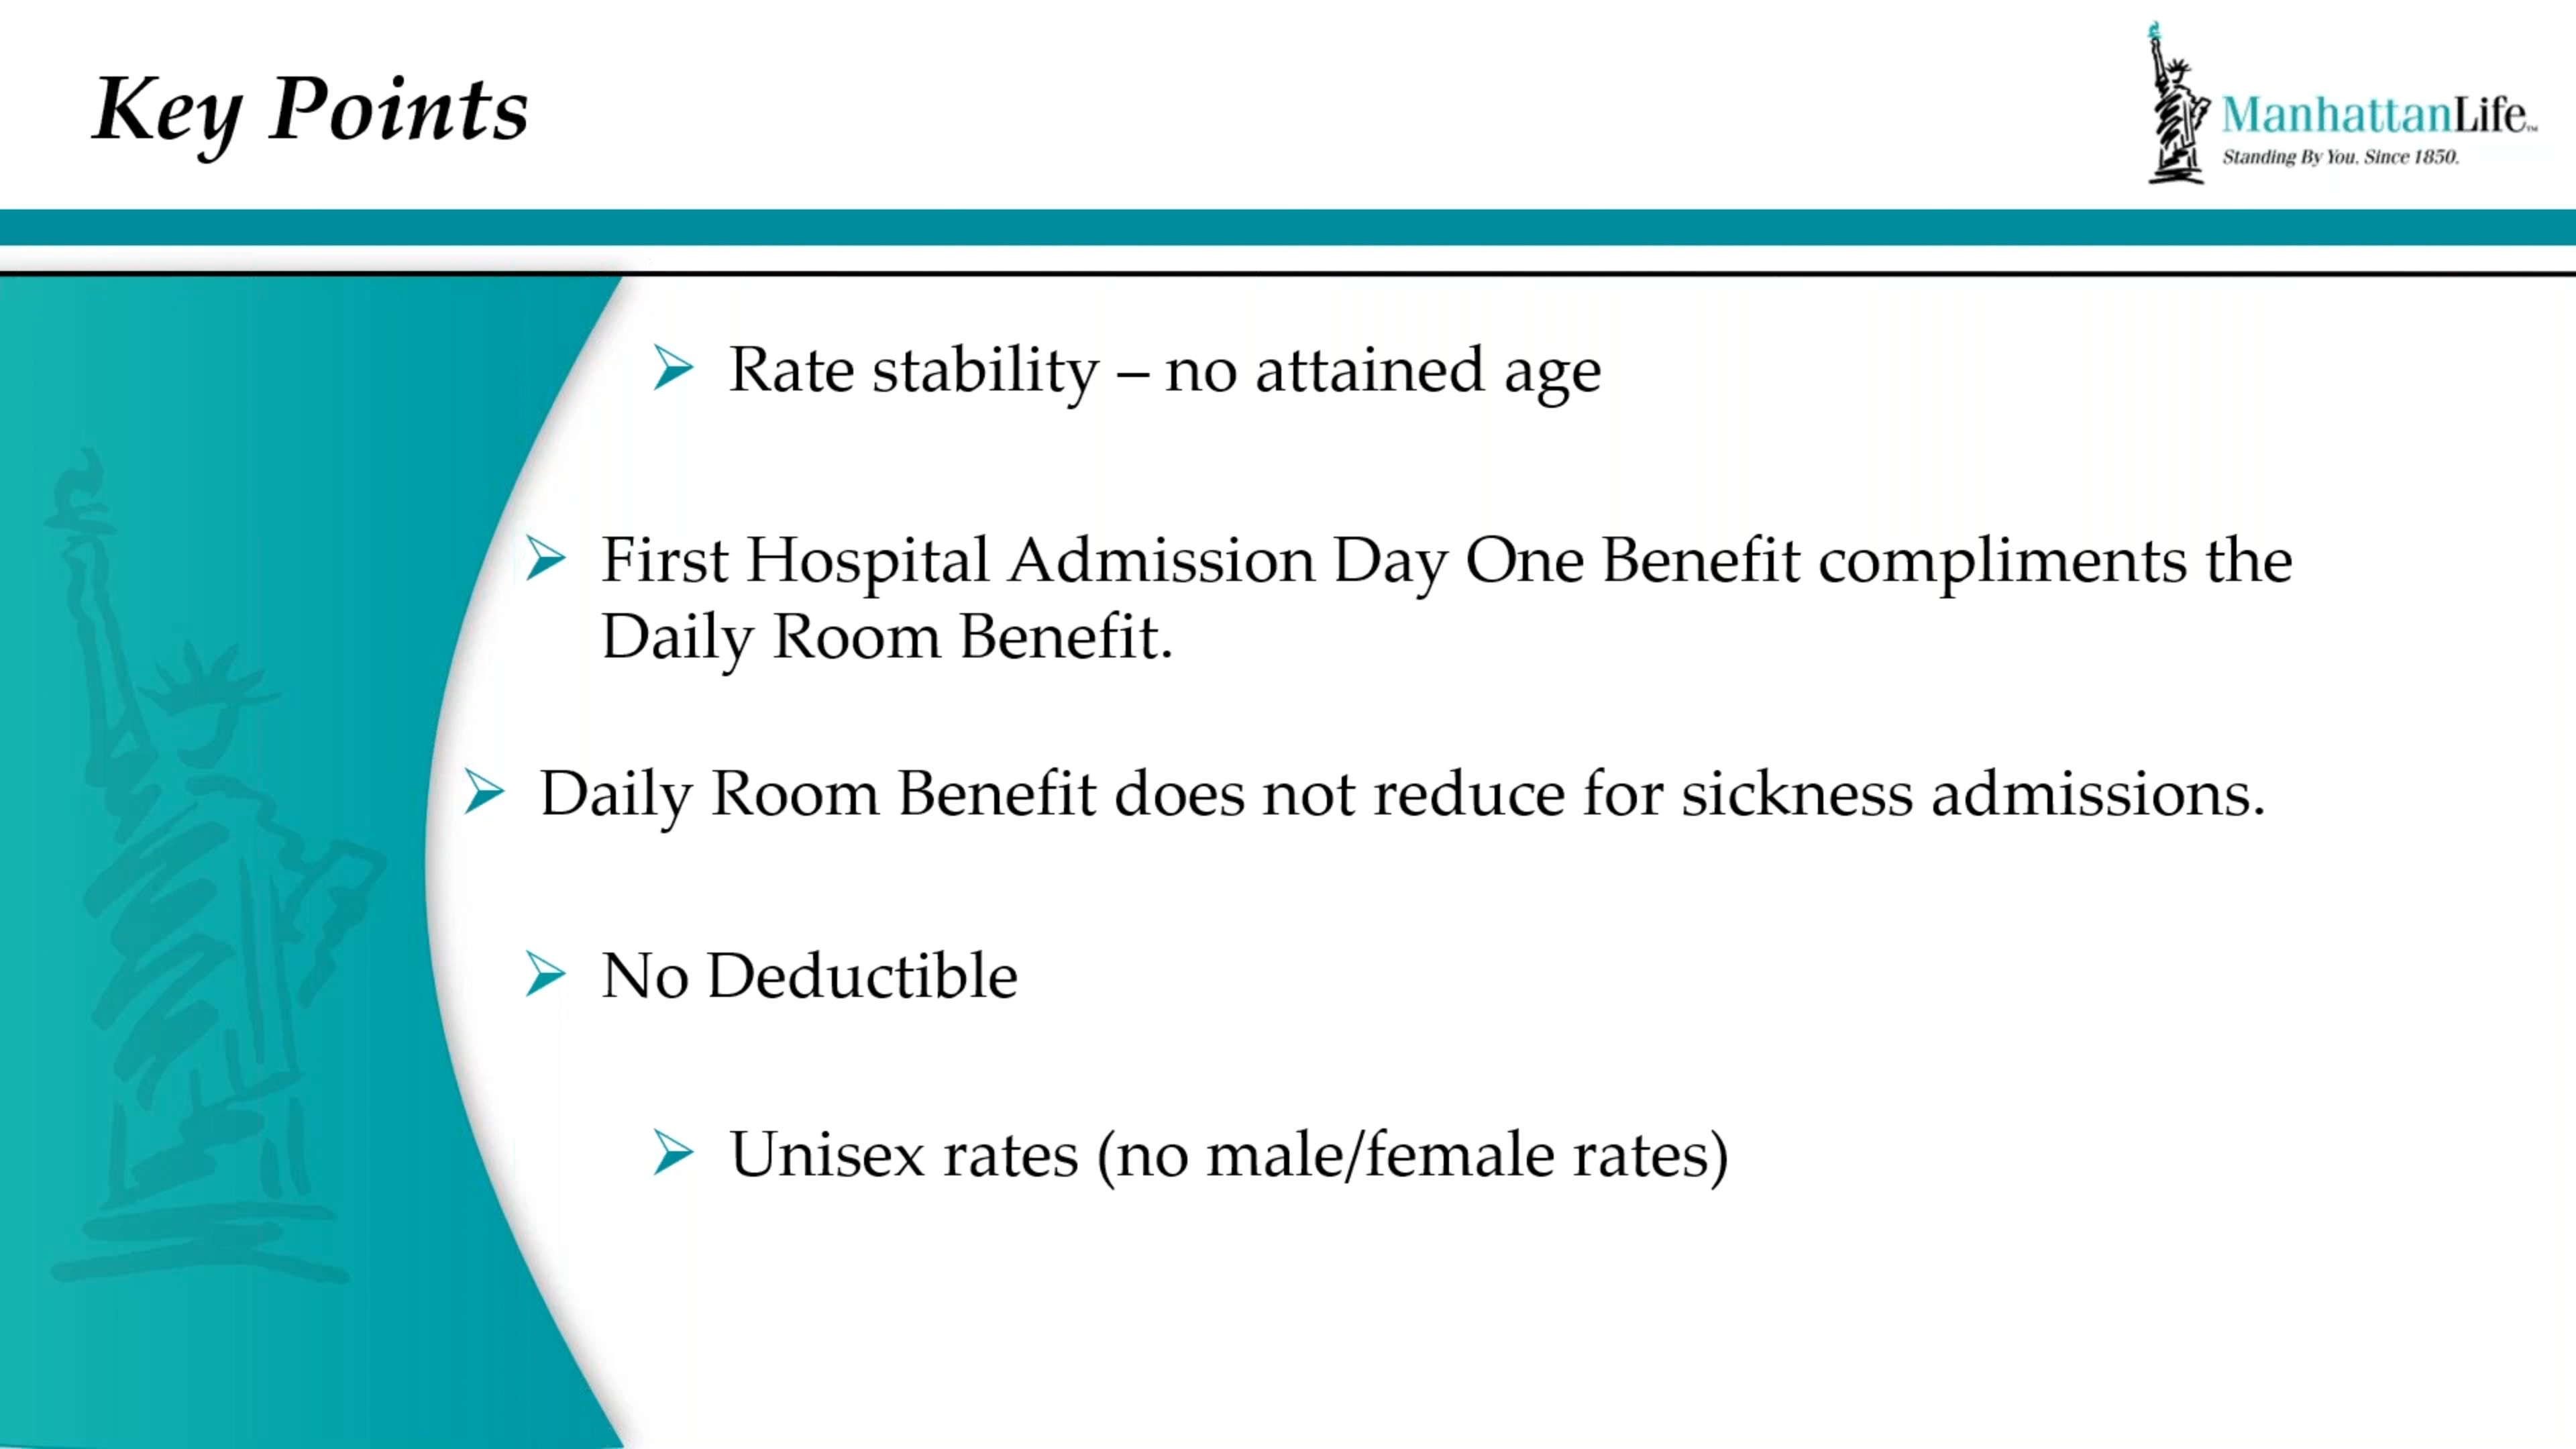 Key Points
ManhattanLife™
Standing By You. Since 1850.
Rate stability – no attained age
First Hospital Admission Day One Benefit compliments the
Daily Room Benefit.
Daily Room Benefit does not reduce for sickness admissions.
No Deductible
Unisex rates (no male/female rates)